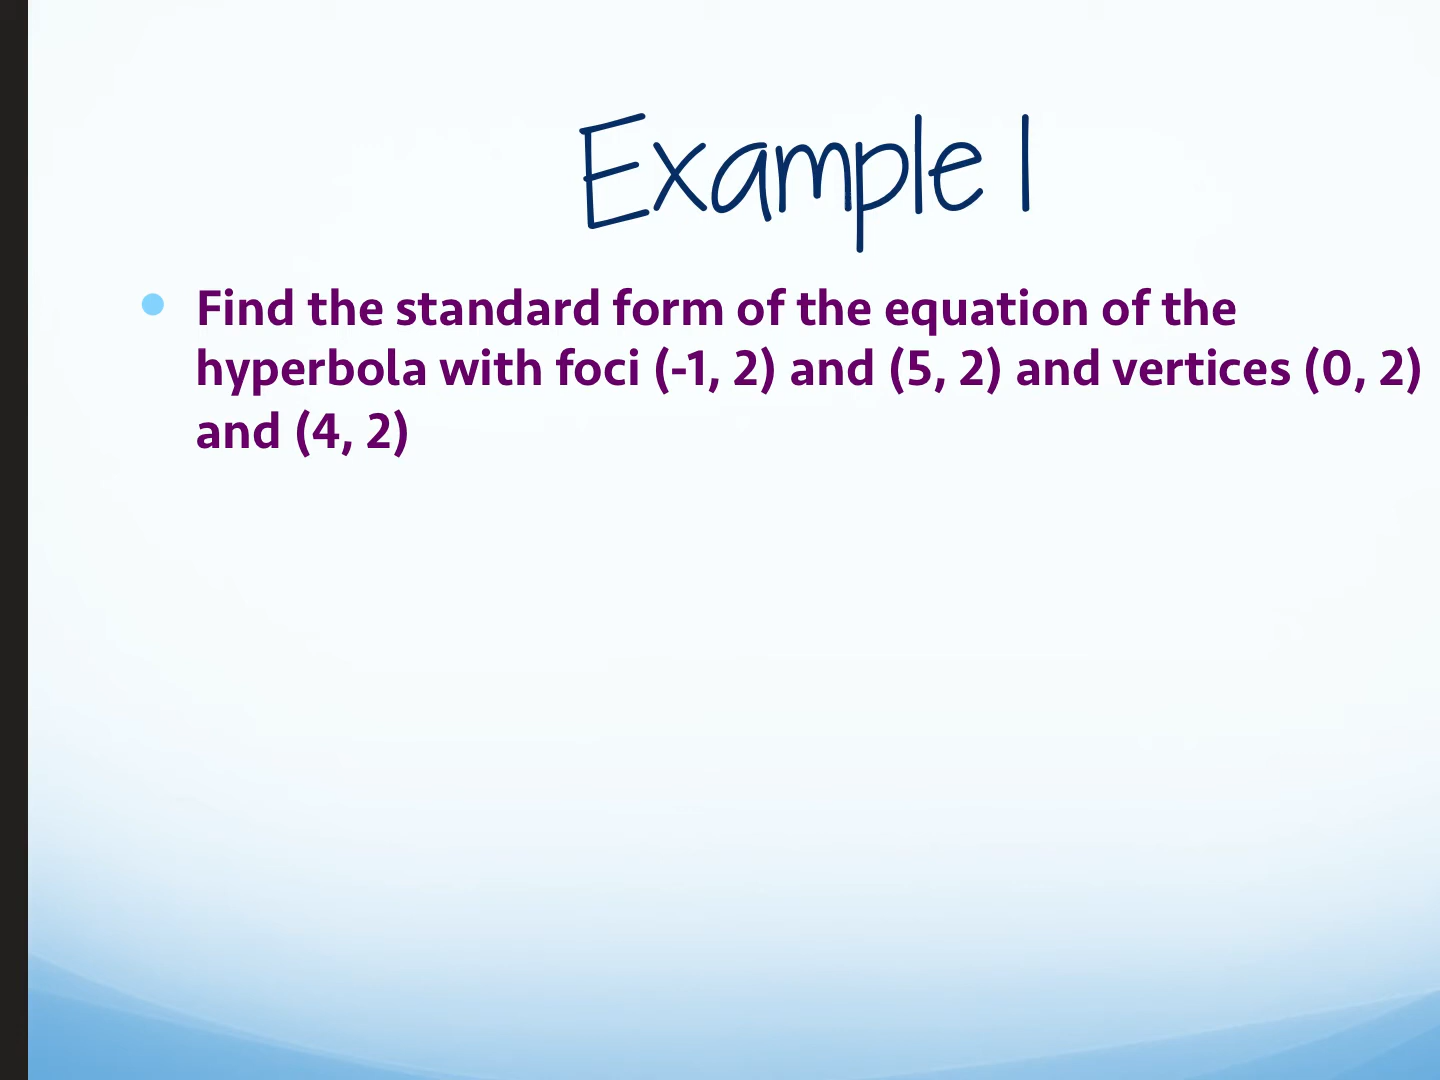 Example 1
Find the standard form of the equation of the
hyperbola with foci (-1, 2) and (5, 2) and vertices (0, 2)
and (4, 2)